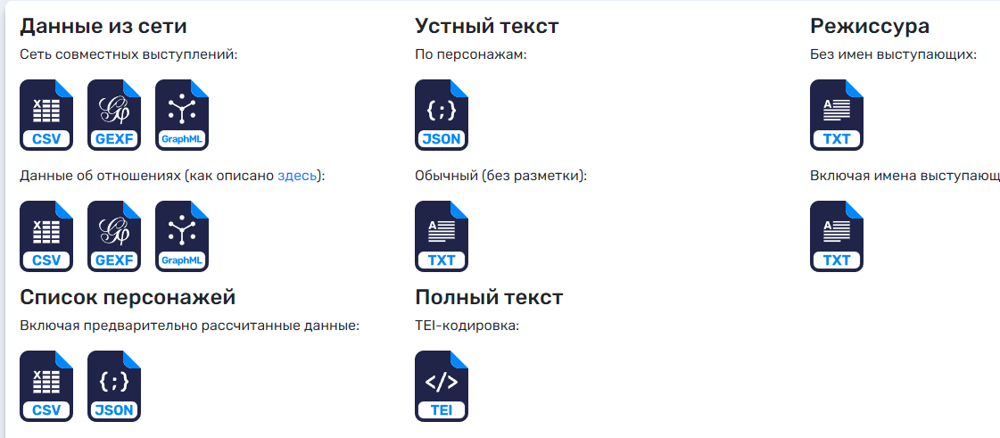 Данные из сети
Сеть совместных выступлений:
CSV GEXF GraphML
Данные об отношениях (как описано здесь):
CSV GEXF GraphML
Список персонажей
Включая предварительно рассчитанные данные:
CSV JSON
Устный текст
По персонажам:
JSON
Обычный (без разметки):
TXT
Полный текст
TEI-кодировка:
TEI
Режиссура
Без имен выступающих:
TXT
Включая имена выступающ
TXT